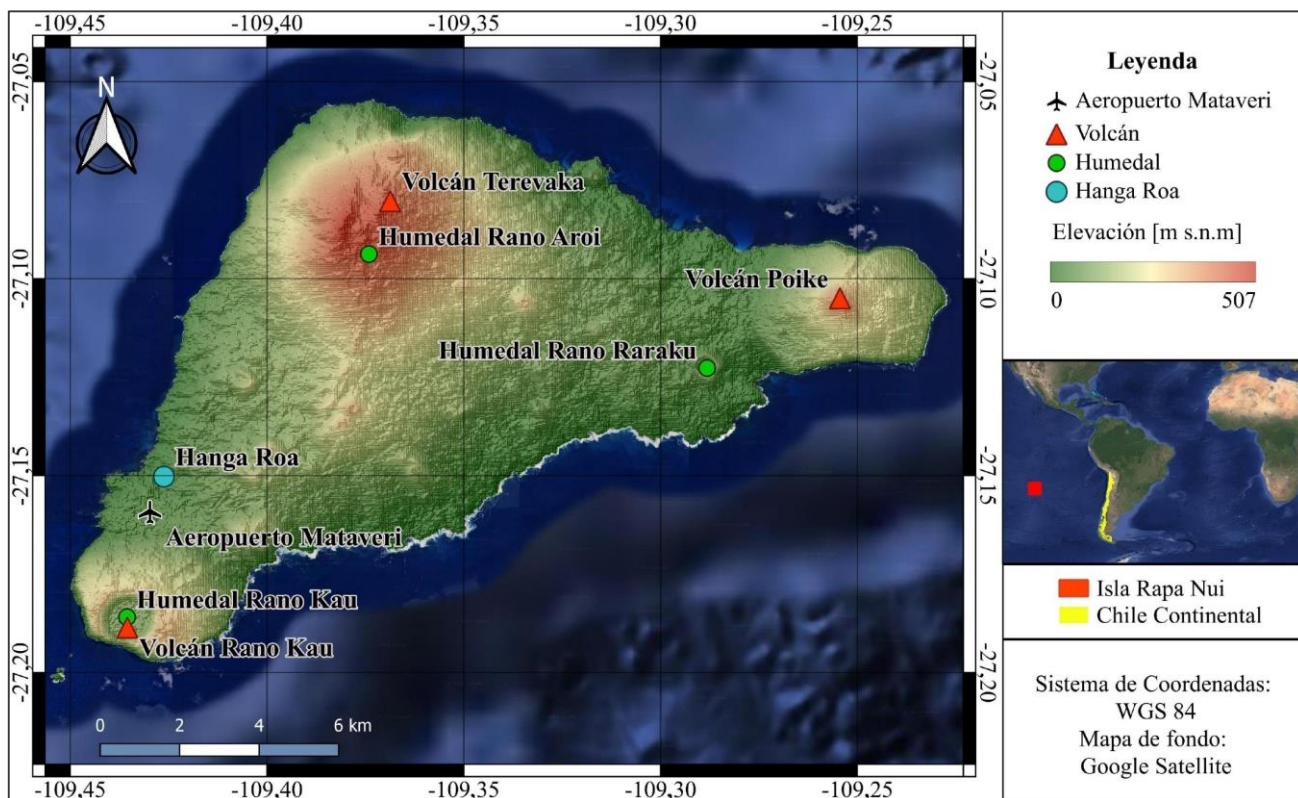 -109,45 -109,40 -109,35 -109,30 -109,25
-27,05 -27,05
N
Volcán Terevaka
Humedal Rano Aroi
-27,10 -27,10
Volcán Poike
Humedal Rano Raraku
Hanga Roa
-27,15 -27,15
Aeropuerto Mataveri
Humedal Rano Kau
Volcán Rano Kau
-27,20 -27,20
0 2 4 6 km
-109,45 -109,40 -109,35 -109,30 -109,25
Leyenda
Aeropuerto Mataveri
Volcán
Humedal
Hanga Roa
Elevación [m s.n.m]
0 507
Isla Rapa Nui
Chile Continental
Sistema de Coordenadas:
WGS 84
Mapa de fondo:
Google Satellite